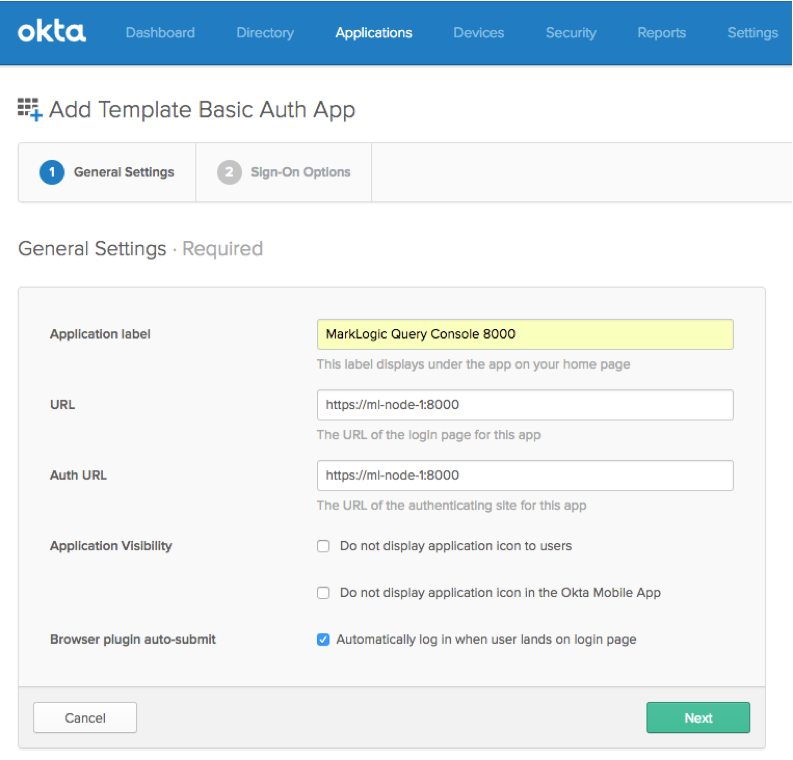 okta Dashboard Directory Applications Devices Security Reports Settings
Add Template Basic Auth App
1 General Settings 2 Sign-On Options
General Settings · Required
Application label MarkLogic Query Console 8000
This label displays under the app on your home page
URL https://ml-node-1:8000
The URL of the login page for this app
Auth URL https://ml-node-1:8000
The URL of the authenticating site for this app
Application Visibility Do not display application icon to users
Do not display application icon in the Okta Mobile App
Browser plugin auto-submit Automatically log in when user lands on login page
Cancel Next